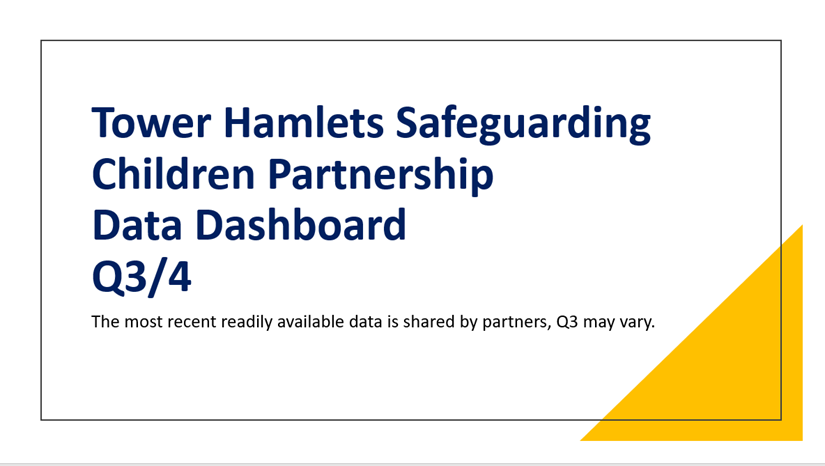 Tower Hamlets Safeguarding
Children Partnership
Data Dashboard
Q3/4
The most recent readily available data is shared by partners, Q3 may vary.